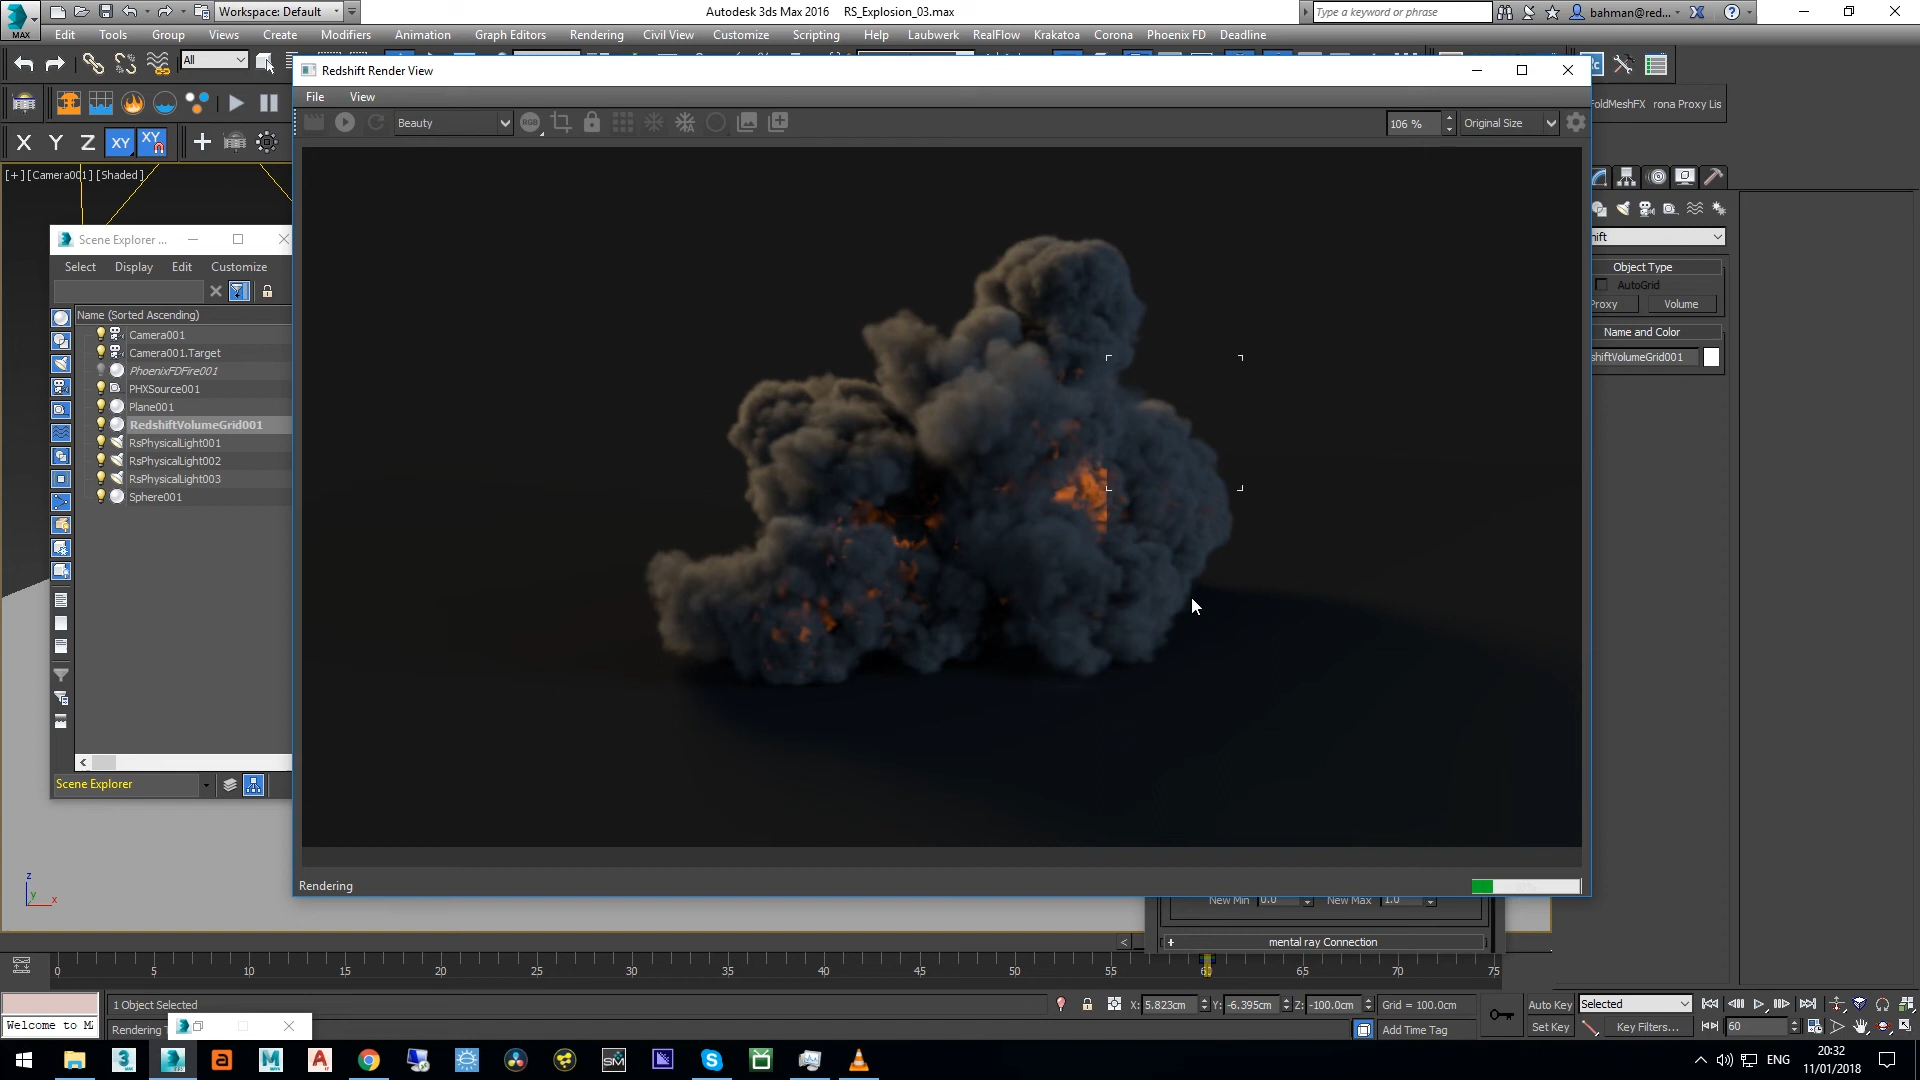 Workspace: Default
Autodesk 3ds Max 2016 RS_Explosion_03.max
Type a keyword or phrase
bahman@red...
MAX
Edit Tools Group Views Create Modifiers Animation Graph Editors Rendering Civil View Customize Scripting Help Laubwerk RealFlow Krakatoa Corona Phoenix FD Deadline
All
Redshift Render View
File View
Beauty
RGB
106 %
Original Size
oldMeshFX rona Proxy Lis
X Y Z XY XY
[+][Camera001][Shaded]
Scene Explorer ...
Select Display Edit Customize
Name (Sorted Ascending)
Camera001
Camera001.Target
PhoenixFDFire001
PHXSource001
Plane001
RedshiftVolumeGrid001
RsPhysicalLight001
RsPhysicalLight002
RsPhysicalLight003
Sphere001
Scene Explorer
ift
Object Type
AutoGrid
Proxy Volume
Name and Color
shiftVolumeGrid001
z
y
x
Rendering
New Min 0.0 New Max 1.0
+ mental ray Connection
0 5 10 15 20 25 30 35 40 45 50 55 60 65 70 75
1 Object Selected
X: 5.823cm Y: -6.395cm Z: -100.0cm Grid = 100.0cm
Auto Key Selected
Welcome to M
Rendering
Add Time Tag
Set Key Key Filters... 60
ENG
20:32
11/01/2018